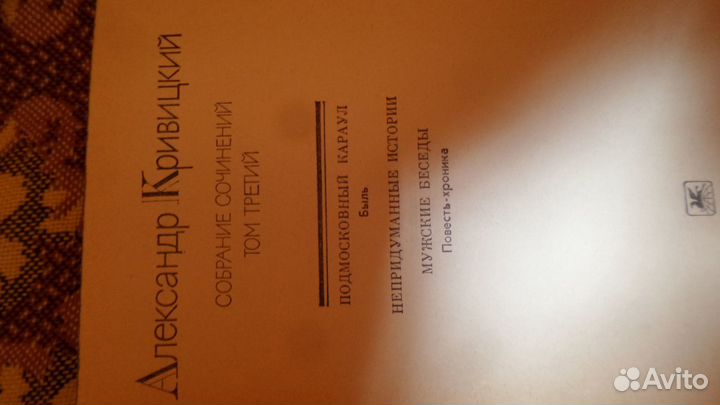 Александр Кривицкий
СОБРАНИЕ СОЧИНЕНИЙ
ТОМ ТРЕТИЙ
ПОДМОСКОВНЫЙ КАРАУЛ
Быль
НЕПРИДУМАННЫЕ ИСТОРИИ
МУЖСКИЕ БЕСЕДЫ
Повесть-хроника
Avito